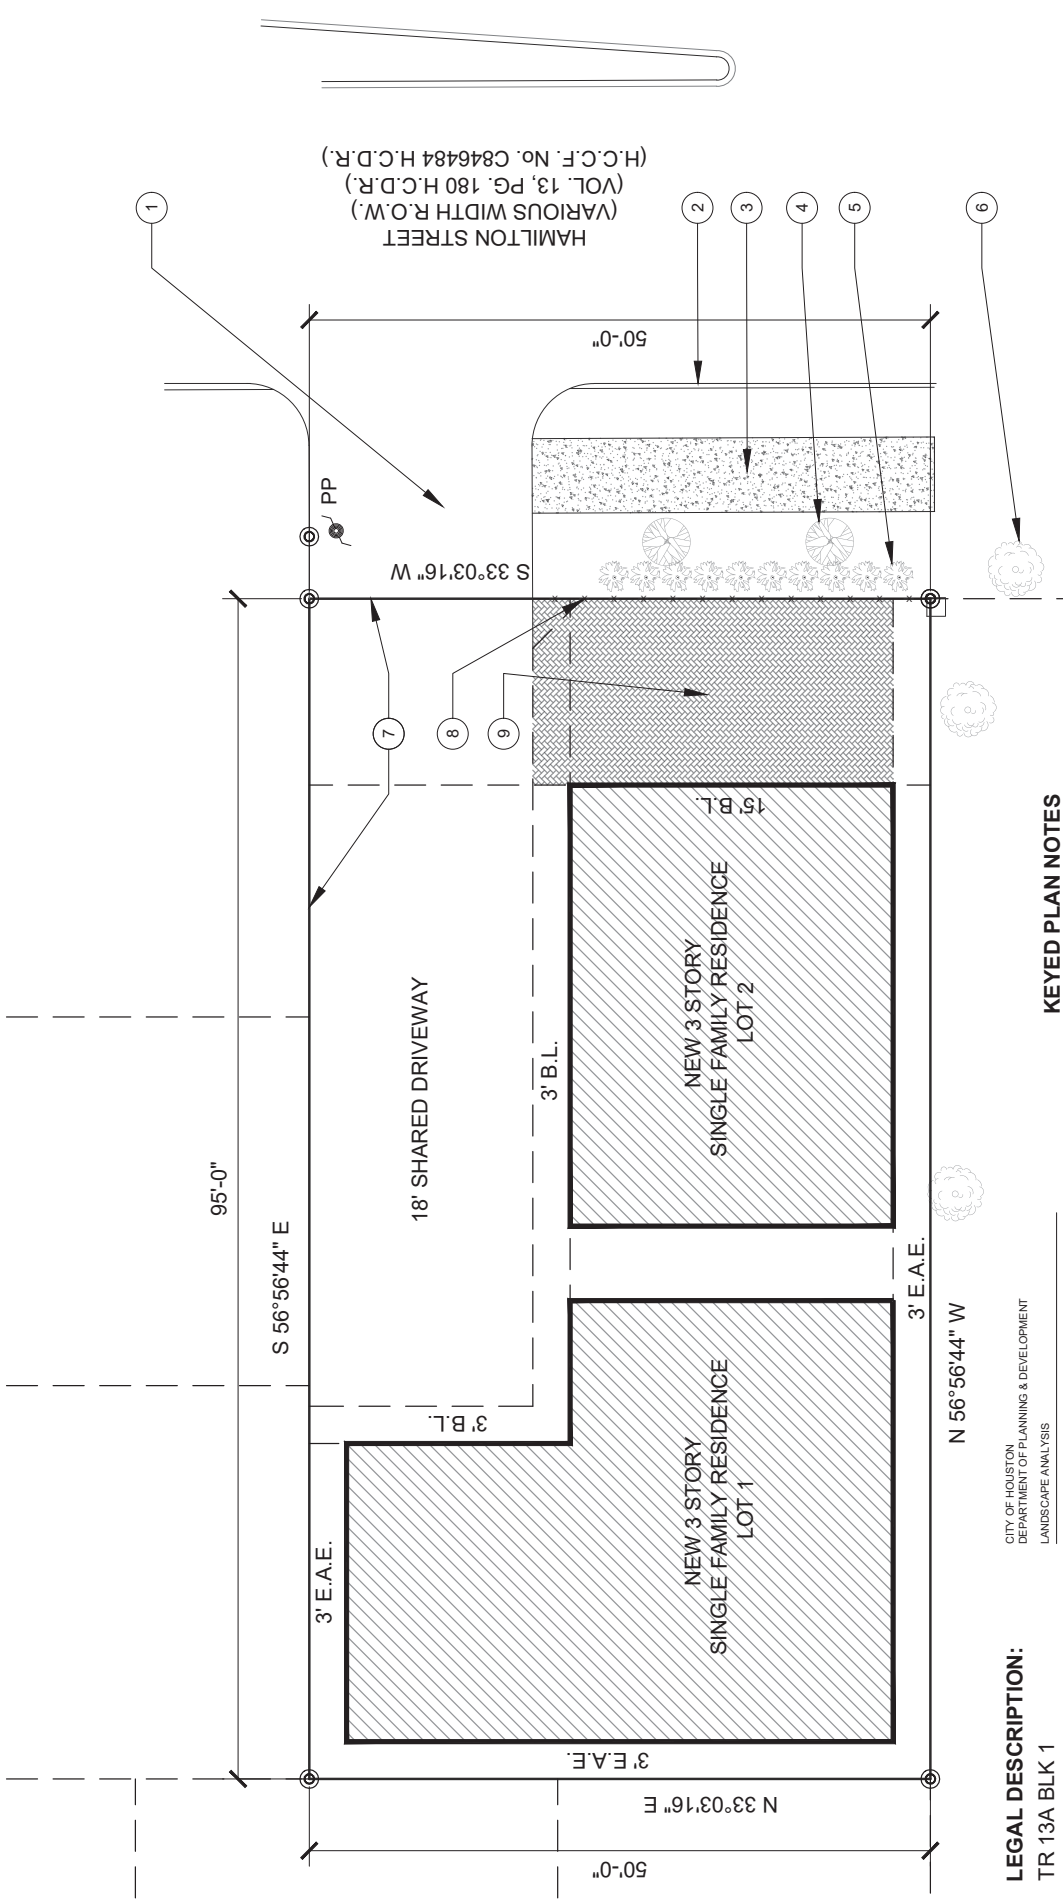 HAMILTON STREET
(VARIOUS WIDTH R.O.W.)
(VOL. 13, PG. 180 H.C.D.R.)
(H.C.C.F. No. C846484 H.C.D.R.)
1
2
3
4
5
6
50'-0"
PP
S 33°03'16" W
7
8
9
95'-0"
S 56°56'44" E
18' SHARED DRIVEWAY
3' B.L.
15' B.L.
NEW 3 STORY
SINGLE FAMILY RESIDENCE
LOT 2
3' B.L.
3' E.A.E.
NEW 3 STORY
SINGLE FAMILY RESIDENCE
LOT 1
3' E.A.E.
3' E.A.E.
N 56°56'44" W
N 33°03'16" E
50'-0"
LEGAL DESCRIPTION:
TR 13A BLK 1
CITY OF HOUSTON
DEPARTMENT OF PLANNING & DEVELOPMENT
LANDSCAPE ANALYSIS
KEYED PLAN NOTES